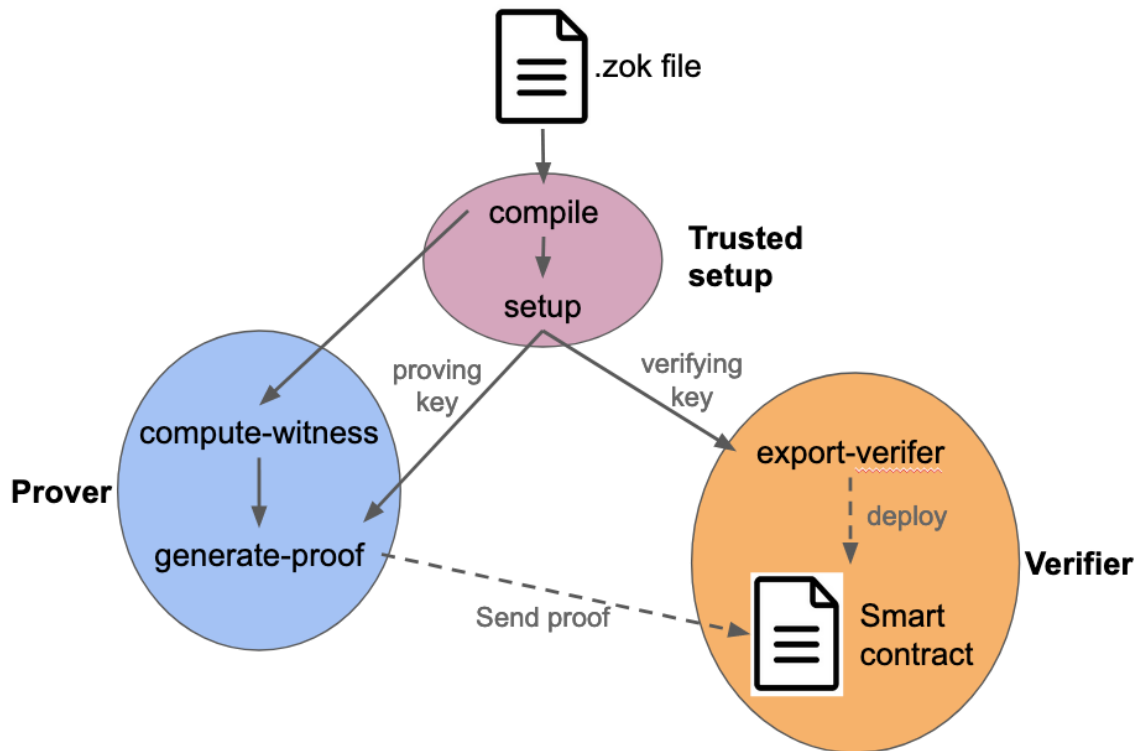 .zok file
compile
Trusted
setup
setup
proving
key
verifying
key
compute-witness
export-verifer
Prover
deploy
generate-proof
Verifier
Send proof
Smart
contract